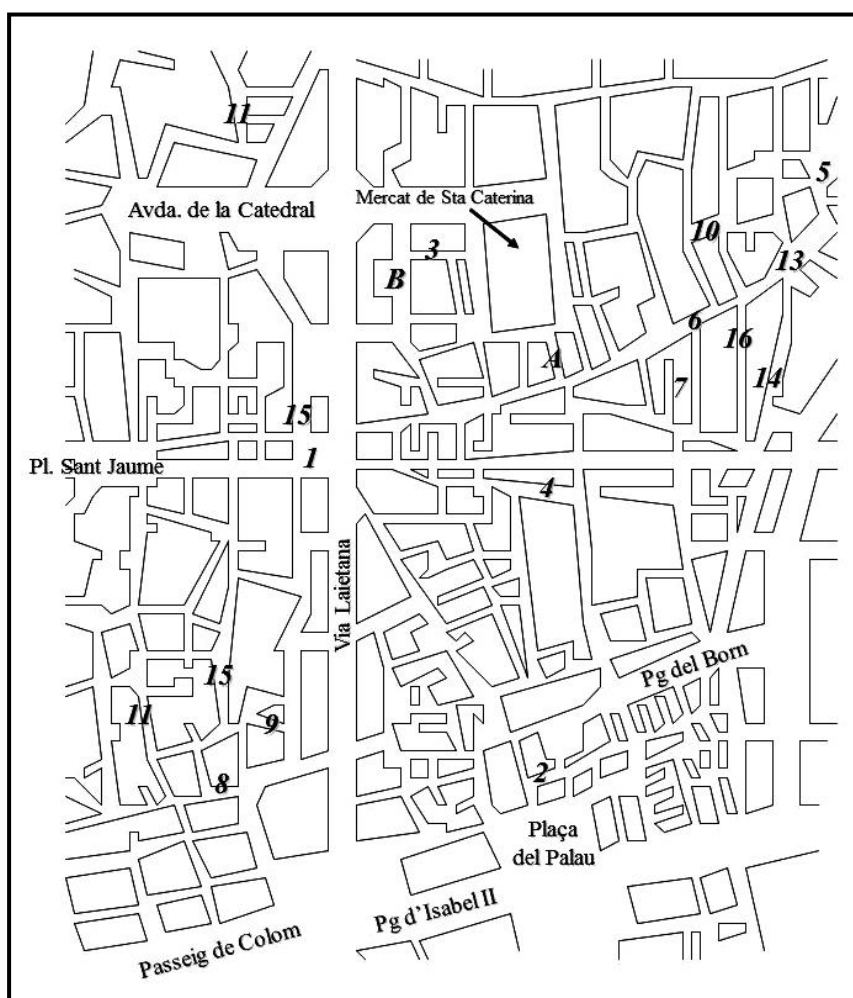 11
5
Avda. de la Catedral
Mercat de Sta Caterina
3
10
13
B
6
16
A
7
14
15
1
Pl. Sant Jaume
4
Via Laietana
15
Pg del Born
11
9
8
2
Plaça
del Palau
Pg d'Isabel II
Passeig de Colom